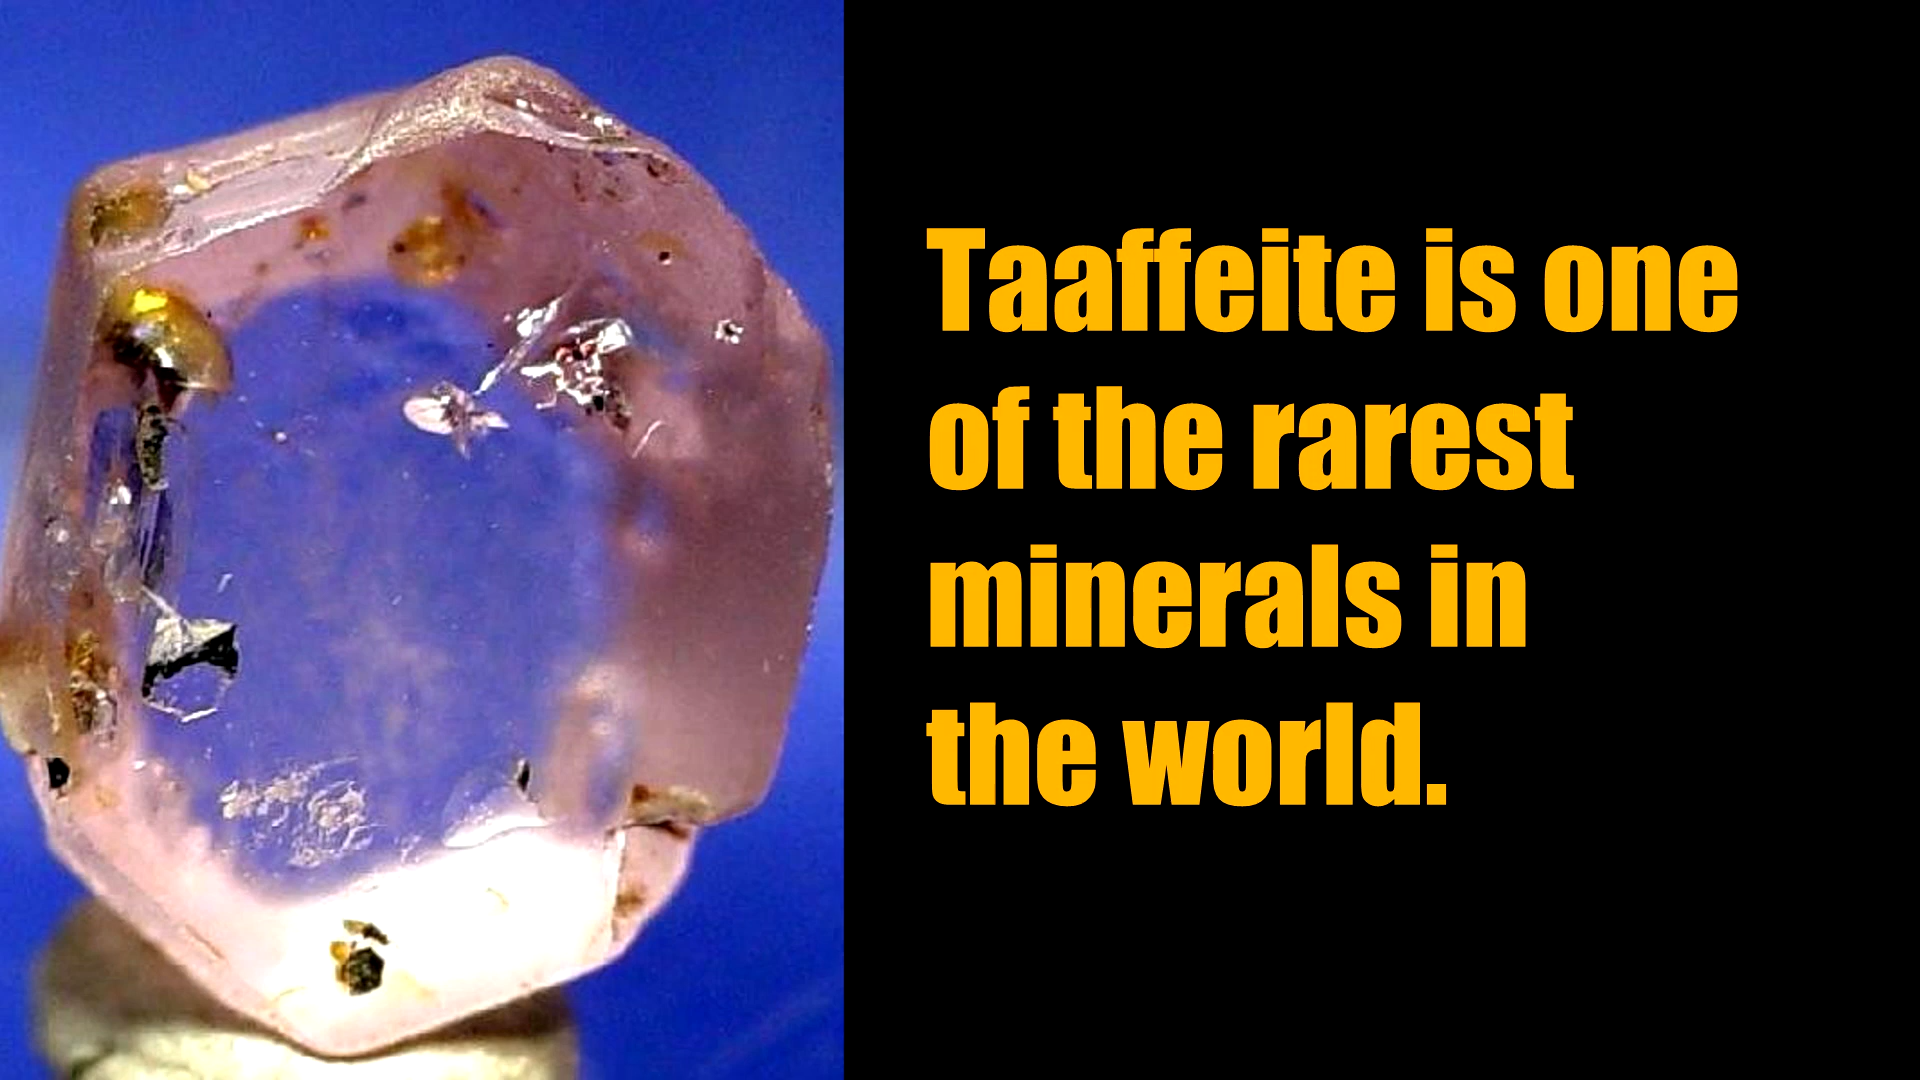 Taaffeite is one
of the rarest
minerals in
the world.